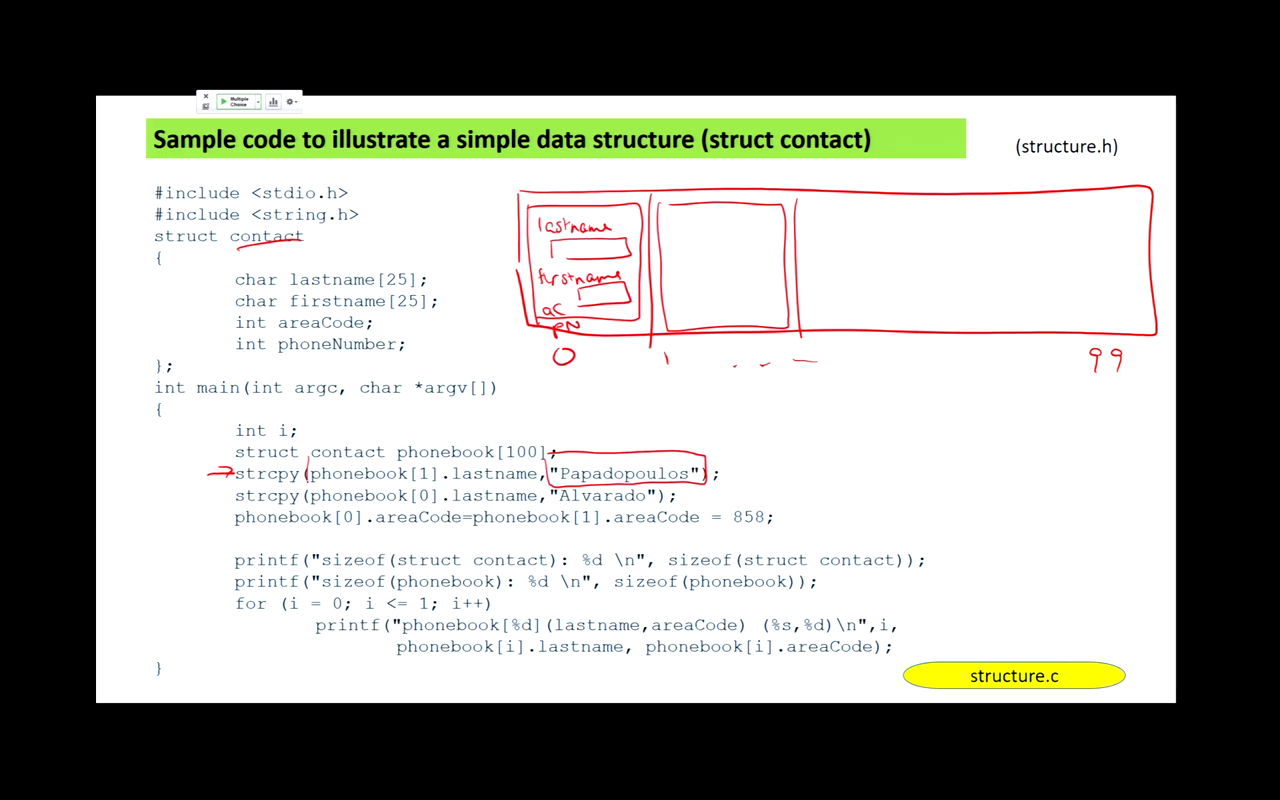 Multiple
Choice
Sample code to illustrate a simple data structure (struct contact)
(structure.h)
#include <stdio.h>
#include <string.h>
struct contact
{
char lastname[25];
char firstname[25];
int areaCode;
int phoneNumber;
};
int main(int argc, char *argv[])
{
int i;
struct contact phonebook[100];
strcpy(phonebook[1].lastname,"Papadopoulos");
strcpy(phonebook[0].lastname,"Alvarado");
phonebook[0].areaCode=phonebook[1].areaCode = 858;
printf("sizeof(struct contact): %d \n", sizeof(struct contact));
printf("sizeof(phonebook): %d \n", sizeof(phonebook));
for (i = 0; i <= 1; i++)
printf("phonebook[%d](lastname,areaCode) (%s,%d)\n",i,
phonebook[i].lastname, phonebook[i].areaCode);
}
lastname
firstname
aC
PN
0 1 ... 99
structure.c